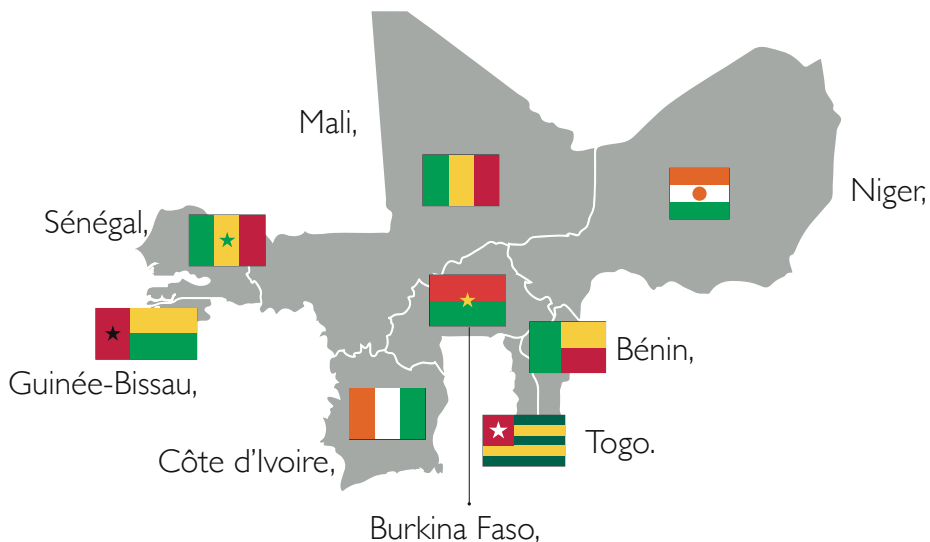 Mali,
Niger,
Sénégal,
Bénin,
Guinée-Bissau,
Togo.
Côte d'Ivoire,
Burkina Faso,